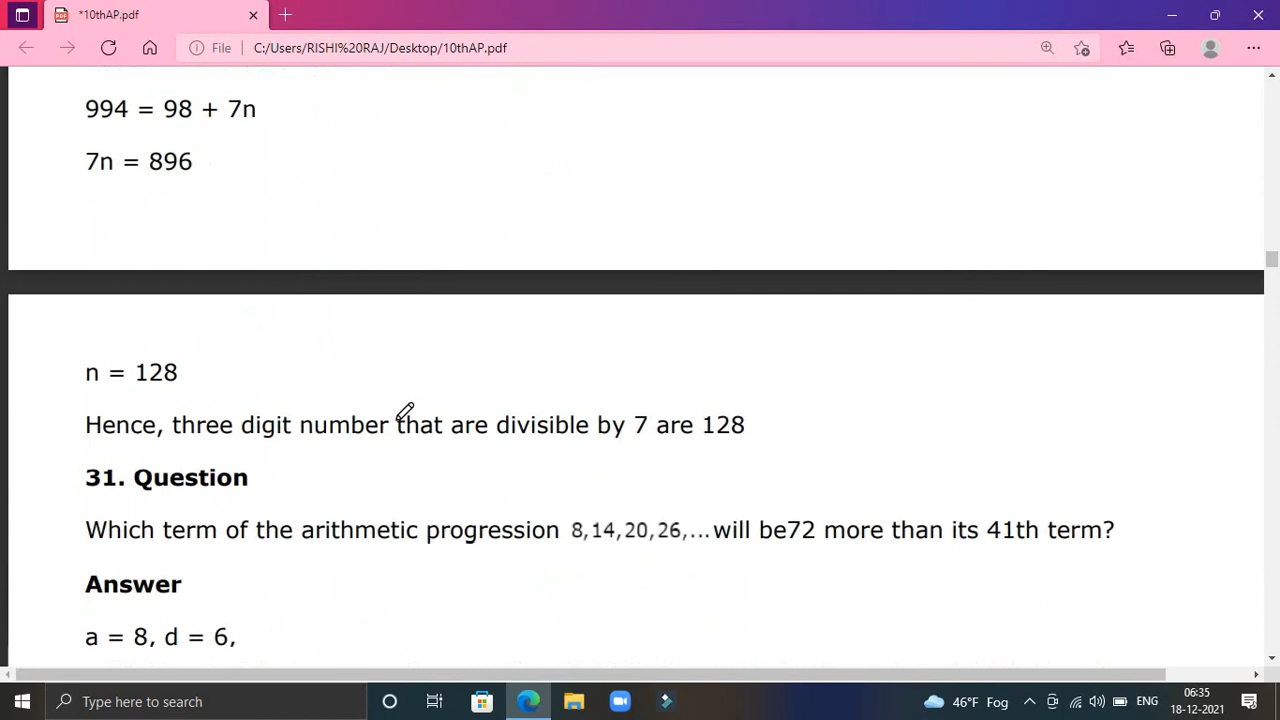 *10thAP.pdf
File C:/Users/RISHI%20RAJ/Desktop/10thAP.pdf
994 = 98 + 7n
7n = 896
n = 128
Hence, three digit number that are divisible by 7 are 128
31. Question
Which term of the arithmetic progression 8,14,20,26,... will be72 more than its 41th term?
Answer
a = 8, d = 6,
Type here to search
46°F Fog
ENG
06:35
18-12-2021